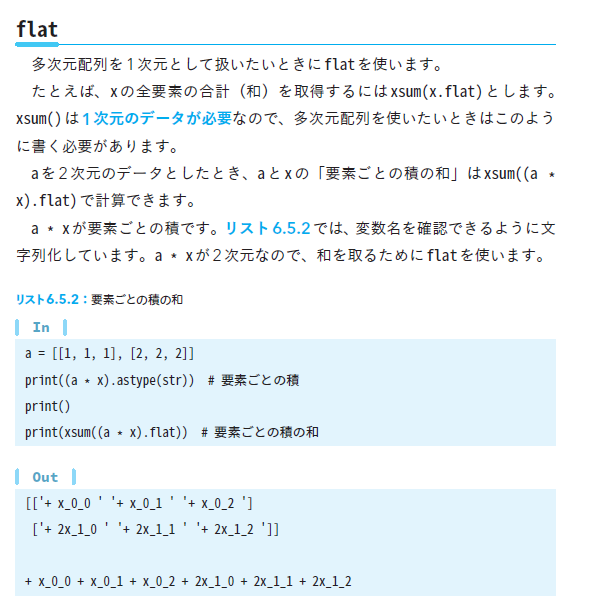 flat
多次元配列を1次元として扱いたいときにflatを使います。
たとえば、xの全要素の合計（和）を取得するにはxsum(x.flat)とします。
xsum()は1次元のデータが必要なので、多次元配列を使いたいときはこのよう
に書く必要があります。
aを2次元のデータとしたとき、aとxの「要素ごとの積の和」はxsum((a *
x).flat)で計算できます。
a * xが要素ごとの積です。リスト6.5.2では、変数名を確認できるように文
字列化しています。a * xが2次元なので、和を取るためにflatを使います。
リスト6.5.2：要素ごとの積の和
In
a = [[1, 1, 1], [2, 2, 2]]
print((a * x).astype(str))  # 要素ごとの積
print()
print(xsum((a * x).flat))  # 要素ごとの積の和
Out
[['+ x_0_0 ' '+ x_0_1 ' '+ x_0_2 ']
 ['+ 2x_1_0 ' '+ 2x_1_1 ' '+ 2x_1_2 ']]
+ x_0_0 + x_0_1 + x_0_2 + 2x_1_0 + 2x_1_1 + 2x_1_2